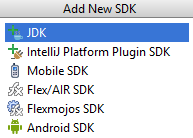 Add New SDK
JDK
IntelliJ Platform Plugin SDK
Mobile SDK
Flex/AIR SDK
Flexmojos SDK
Android SDK